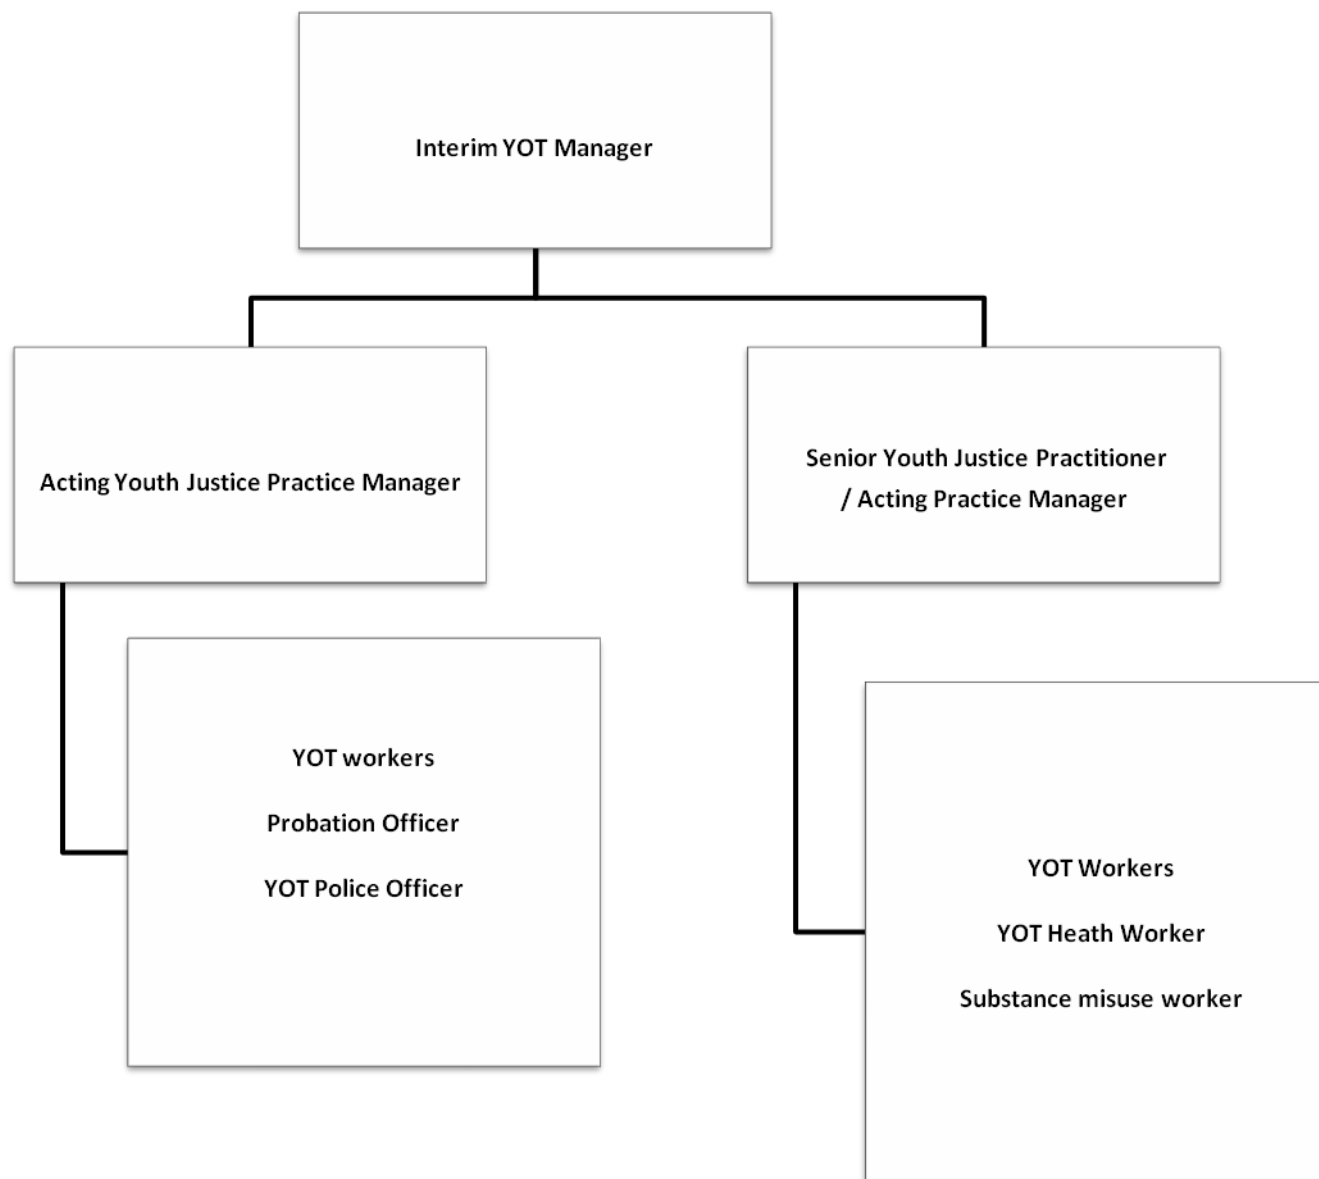 Interim YOT Manager
Acting Youth Justice Practice Manager
Senior Youth Justice Practitioner
/ Acting Practice Manager
YOT workers
Probation Officer
YOT Police Officer
YOT Workers
YOT Heath Worker
Substance misuse worker